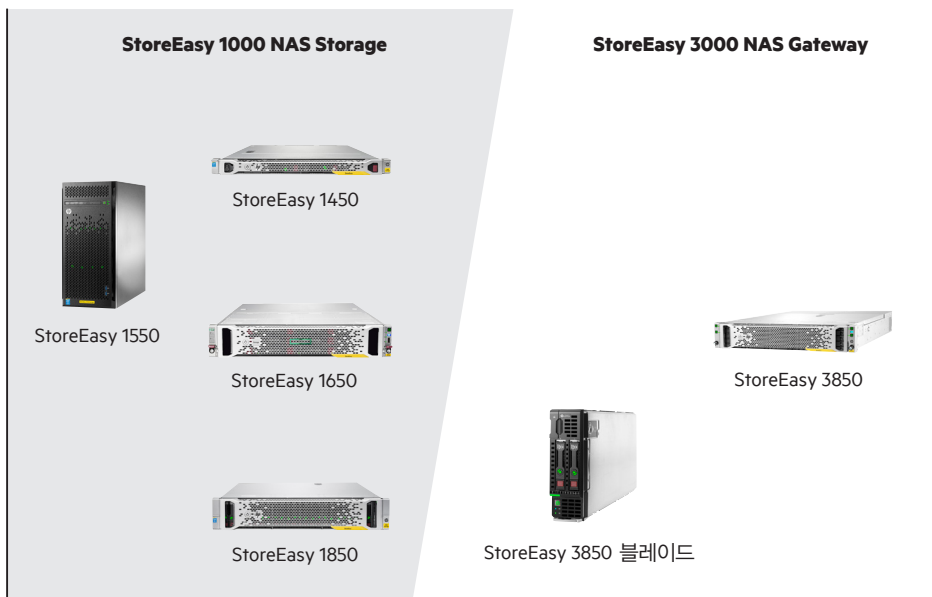 StoreEasy 1000 NAS Storage
StoreEasy 3000 NAS Gateway
StoreEasy 1450
StoreEasy 1550
StoreEasy 1650
StoreEasy 3850
StoreEasy 1850
StoreEasy 3850 블레이드